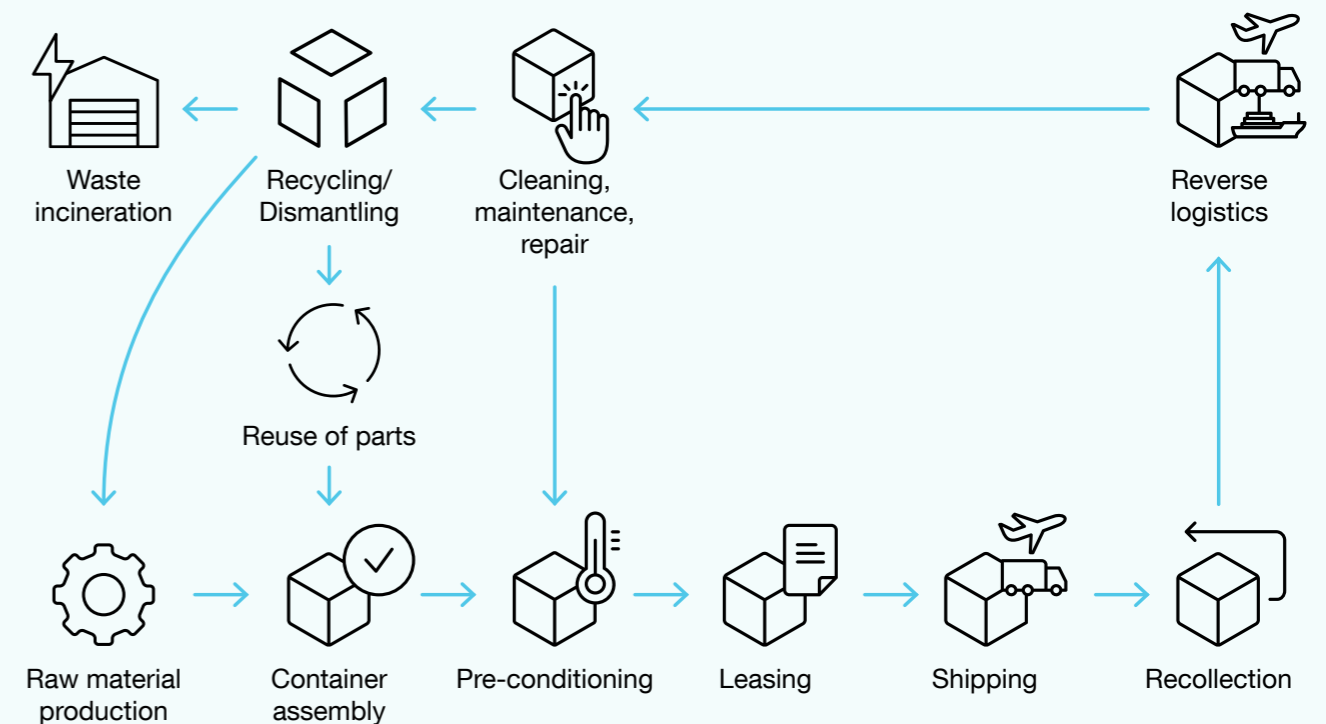 Waste
incineration
Recycling/
Dismantling
Cleaning,
maintenance,
repair
Reverse
logistics
Reuse of parts
Raw material
production
Container
assembly
Pre-conditioning
Leasing
Shipping
Recollection